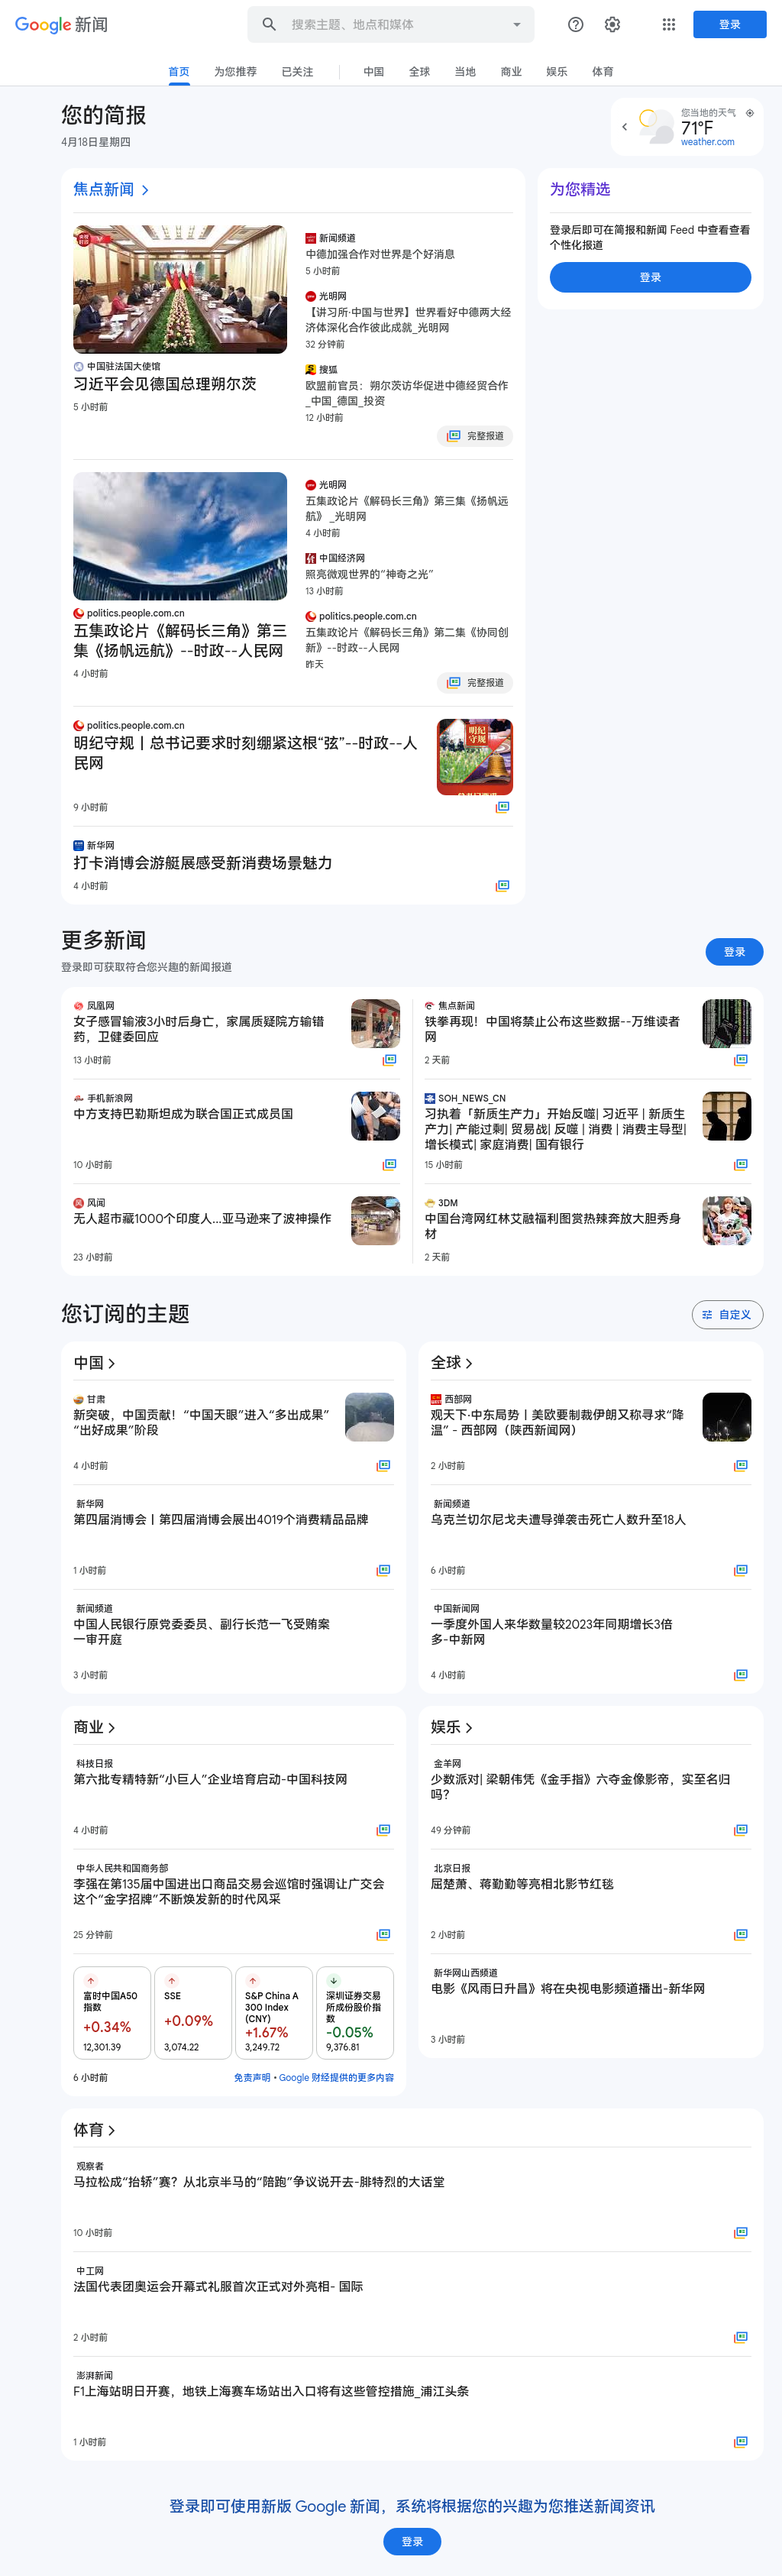 Google 新闻
搜索主题、地点和媒体
登录
首页 为您推荐 已关注 中国 全球 当地 商业 娱乐 体育
您的简报
4月18日星期四
您当地的天气
71°F
weather.com
焦点新闻
中国驻法国大使馆
习近平会见德国总理朔尔茨
5 小时前
新闻频道
中德加强合作对世界是个好消息
5 小时前
光明网
【讲习所·中国与世界】世界看好中德两大经
济体深化合作彼此成就_光明网
32 分钟前
搜狐
欧盟前官员：朔尔茨访华促进中德经贸合作
_中国_德国_投资
12 小时前
完整报道
politics.people.com.cn
五集政论片《解码长三角》第三
集《扬帆远航》--时政--人民网
4 小时前
光明网
五集政论片《解码长三角》第三集《扬帆远
航》 _光明网
4 小时前
中国经济网
照亮微观世界的“神奇之光”
13 小时前
politics.people.com.cn
五集政论片《解码长三角》第二集《协同创
新》--时政--人民网
昨天
完整报道
politics.people.com.cn
明纪守规丨总书记要求时刻绷紧这根“弦”--时政--人
民网
9 小时前
明纪
守规
新华网
打卡消博会游艇展感受新消费场景魅力
4 小时前
为您精选
登录后即可在简报和新闻 Feed 中查看查看
个性化报道
登录
更多新闻
登录即可获取符合您兴趣的新闻报道
登录
凤凰网
女子感冒输液3小时后身亡，家属质疑院方输错
药，卫健委回应
13 小时前
手机新浪网
中方支持巴勒斯坦成为联合国正式成员国
10 小时前
风闻
无人超市藏1000个印度人...亚马逊来了波神操作
23 小时前
焦点新闻
铁拳再现！中国将禁止公布这些数据--万维读者
网
2 天前
SOH_NEWS_CN
习执着「新质生产力」开始反噬| 习近平 | 新质生
产力| 产能过剩| 贸易战| 反噬 | 消费 | 消费主导型|
增长模式| 家庭消费| 国有银行
15 小时前
3DM
中国台湾网红林艾融福利图赏热辣奔放大胆秀身
材
2 天前
您订阅的主题
自定义
中国
甘肃
新突破，中国贡献！“中国天眼”进入“多出成果”
“出好成果”阶段
4 小时前
新华网
第四届消博会丨第四届消博会展出4019个消费精品品牌
1 小时前
新闻频道
中国人民银行原党委委员、副行长范一飞受贿案
一审开庭
3 小时前
全球
西部网
观天下·中东局势丨美欧要制裁伊朗又称寻求“降
温” - 西部网（陕西新闻网）
2 小时前
新闻频道
乌克兰切尔尼戈夫遭导弹袭击死亡人数升至18人
6 小时前
中国新闻网
一季度外国人来华数量较2023年同期增长3倍
多-中新网
4 小时前
商业
科技日报
第六批专精特新“小巨人”企业培育启动-中国科技网
4 小时前
中华人民共和国商务部
李强在第135届中国进出口商品交易会巡馆时强调让广交会
这个“金字招牌”不断焕发新的时代风采
25 分钟前
富时中国A50
指数
+0.34%
12,301.39
SSE
+0.09%
3,074.22
S&P China A
300 Index
(CNY)
+1.67%
3,249.72
深圳证券交易
所成份股价指
数
-0.05%
9,376.81
6 小时前
免责声明 • Google 财经提供的更多内容
娱乐
金羊网
少数派对| 梁朝伟凭《金手指》六夺金像影帝，实至名归
吗？
49 分钟前
北京日报
屈楚萧、蒋勤勤等亮相北影节红毯
2 小时前
新华网山西频道
电影《风雨日升昌》将在央视电影频道播出-新华网
3 小时前
体育
观察者
马拉松成“抬轿”赛？从北京半马的“陪跑”争议说开去-腓特烈的大话堂
10 小时前
中工网
法国代表团奥运会开幕式礼服首次正式对外亮相- 国际
2 小时前
澎湃新闻
F1上海站明日开赛，地铁上海赛车场站出入口将有这些管控措施_浦江头条
1 小时前
登录即可使用新版 Google 新闻，系统将根据您的兴趣为您推送新闻资讯
登录